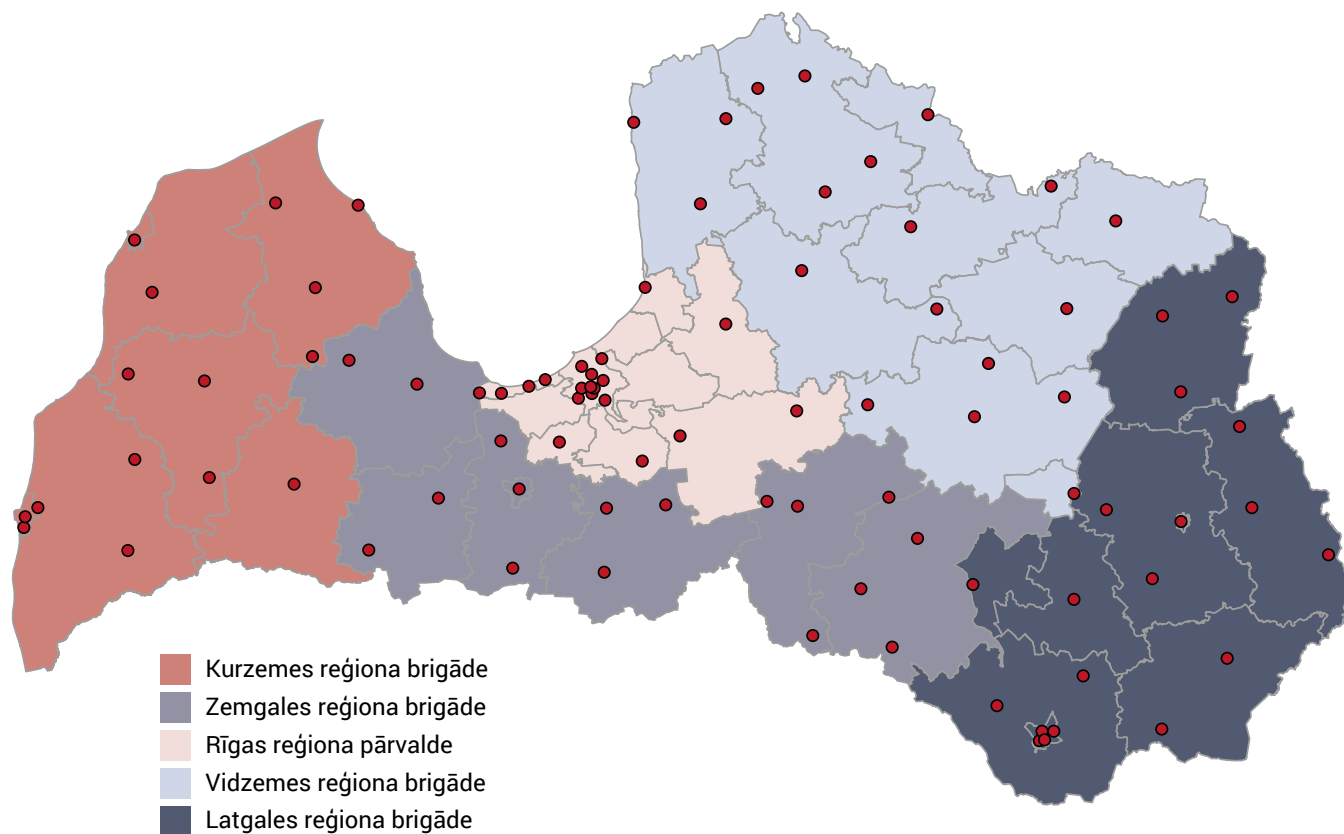 Kurzemes reģiona brigāde
Zemgales reģiona brigāde
Rīgas reģiona pārvalde
Vidzemes reģiona brigāde
Latgales reģiona brigāde